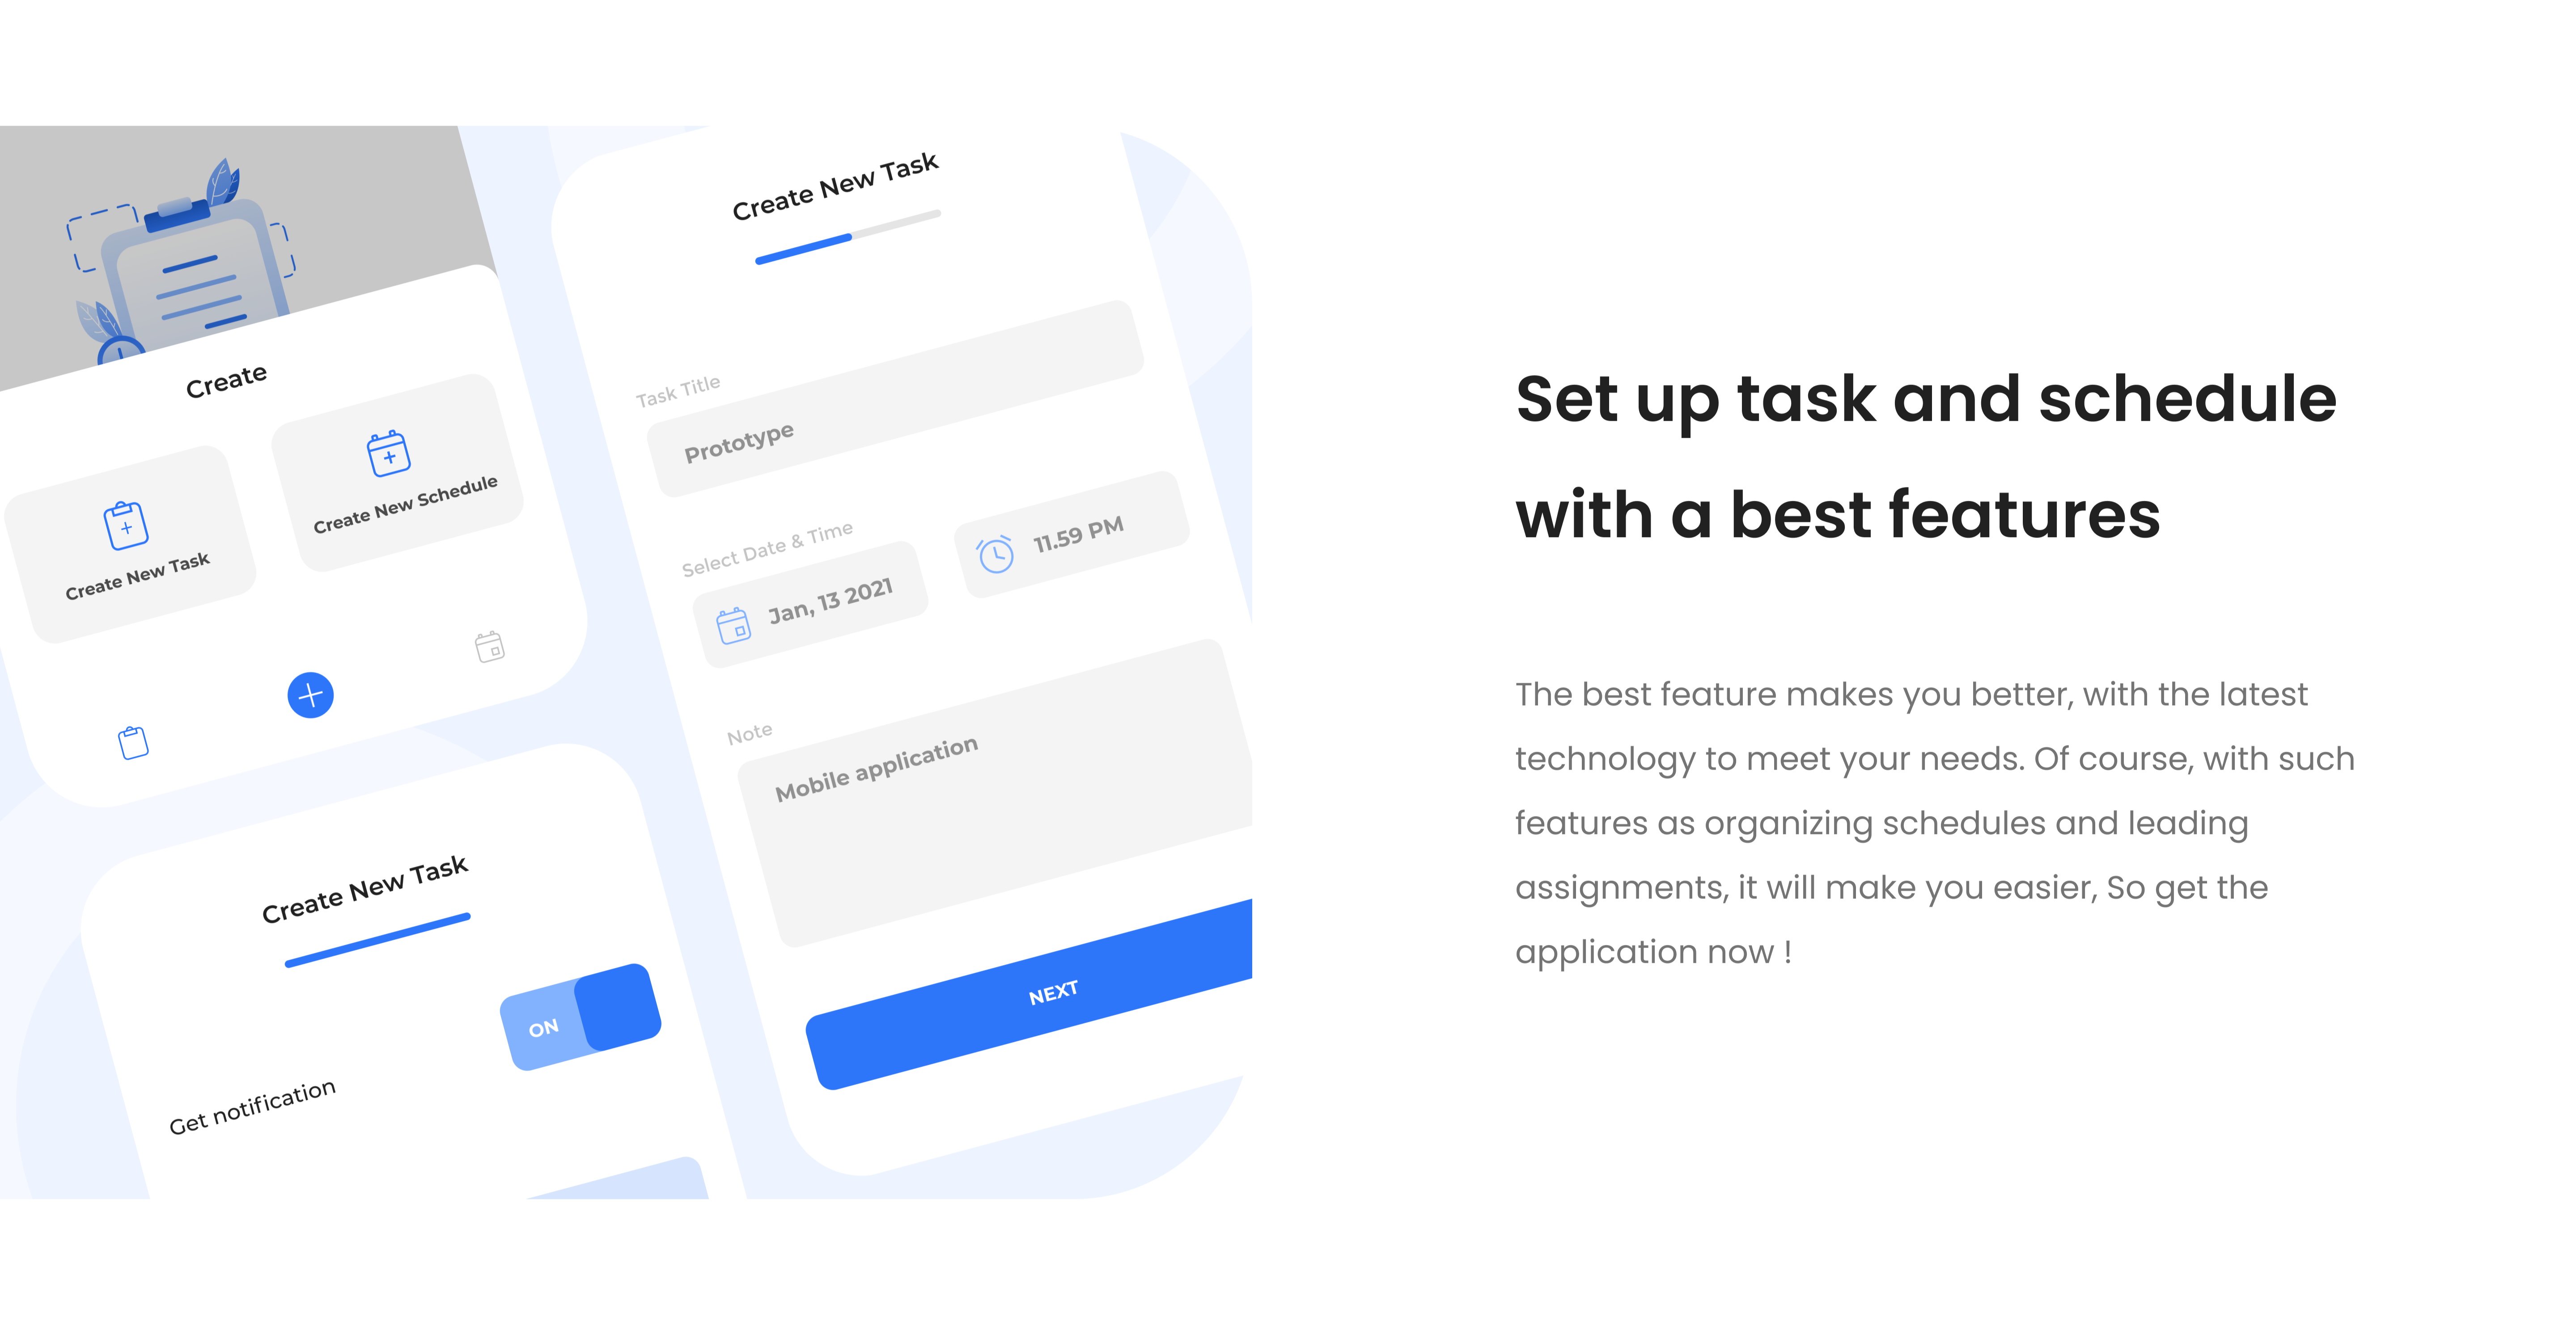 Create
Create New Task
Create New Schedule
Create New Task
Get notification
ON
Create New Task
Task Title
Prototype
Select Date & Time
Jan, 13 2021
11.59 PM
Note
Mobile application
NEXT
Set up task and schedule
with a best features
The best feature makes you better, with the latest
technology to meet your needs. Of course, with such
features as organizing schedules and leading
assignments, it will make you easier, So get the
application now !